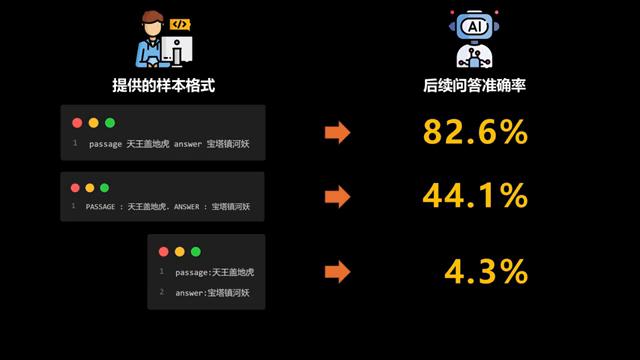 </>
AI
提供的样本格式
后续问答准确率
1 passage 天王盖地虎 answer 宝塔镇河妖
82.6%
1 PASSAGE : 天王盖地虎. ANSWER : 宝塔镇河妖
44.1%
1 passage:天王盖地虎
2 answer:宝塔镇河妖
4.3%